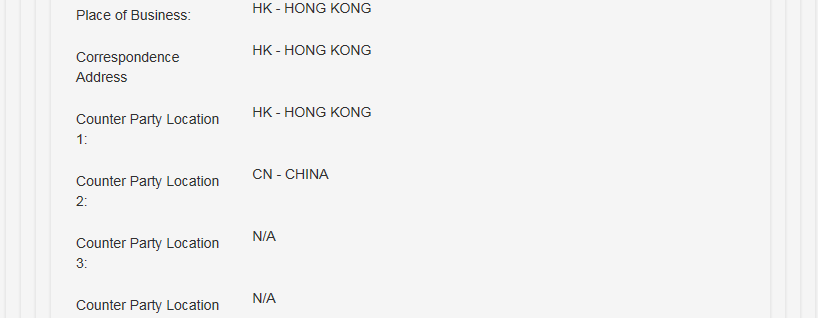 Place of Business: HK - HONG KONG
Correspondence Address HK - HONG KONG
Counter Party Location 1: HK - HONG KONG
Counter Party Location 2: CN - CHINA
Counter Party Location 3: N/A
Counter Party Location N/A